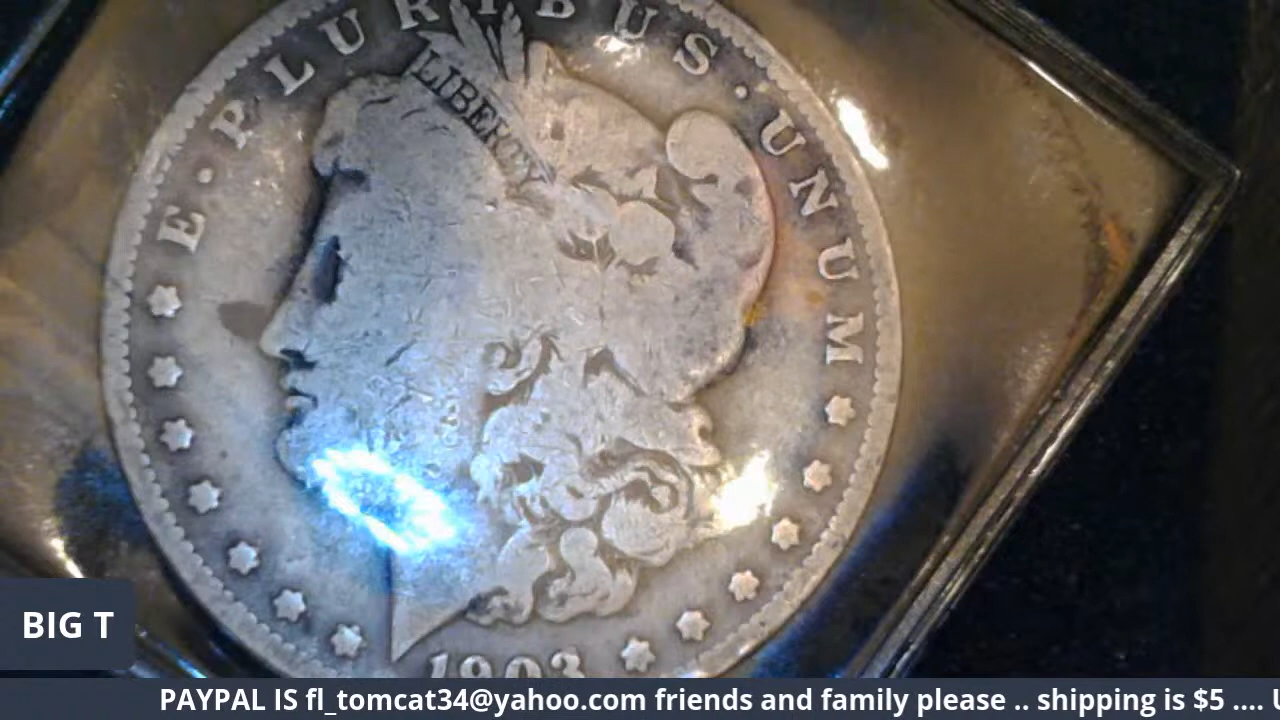 E · PLURIBUS · UNUM
LIBERTY
1903
BIG T
PAYPAL IS fl_tomcat34@yahoo.com friends and family please .. shipping is $5 ....